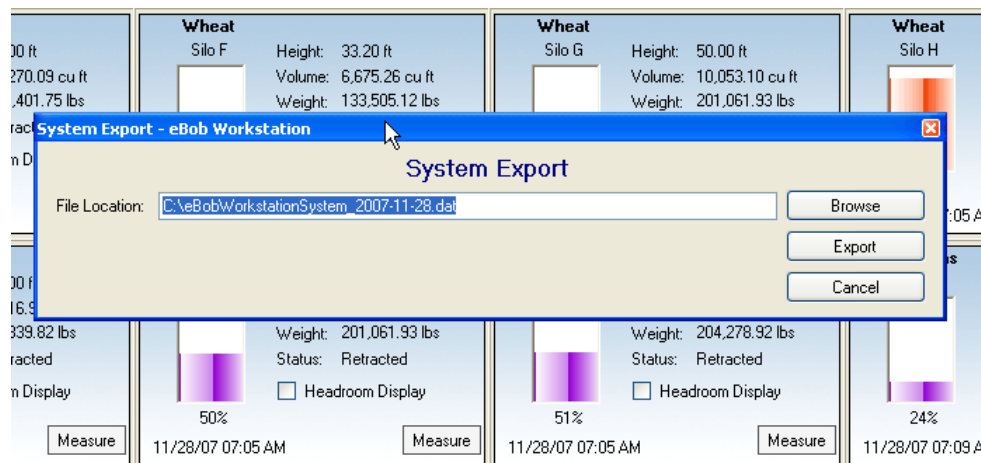 Wheat
Wheat
Wheat
00 ft
Silo F
Height: 33.20 ft
Silo G
Height: 50.00 ft
Silo H
270.09 cu ft
Volume: 6,675.26 cu ft
Volume: 10,053.10 cu ft
,401.75 lbs
Weight: 133,505.12 lbs
Weight: 201,061.93 lbs
System Export - eBob Workstation
System Export
File Location:
C:\eBobWorkstationSystem_2007-11-28.dat
Browse
:05 A
Export
Cancel
00 f
16.9
339.82 lbs
Weight: 201,061.93 lbs
Weight: 204,278.92 lbs
racted
Status: Retracted
Status: Retracted
m Display
Headroom Display
Headroom Display
50%
51%
24%
Measure
11/28/07 07:05 AM
Measure
11/28/07 07:05 AM
Measure
11/28/07 07:09 A